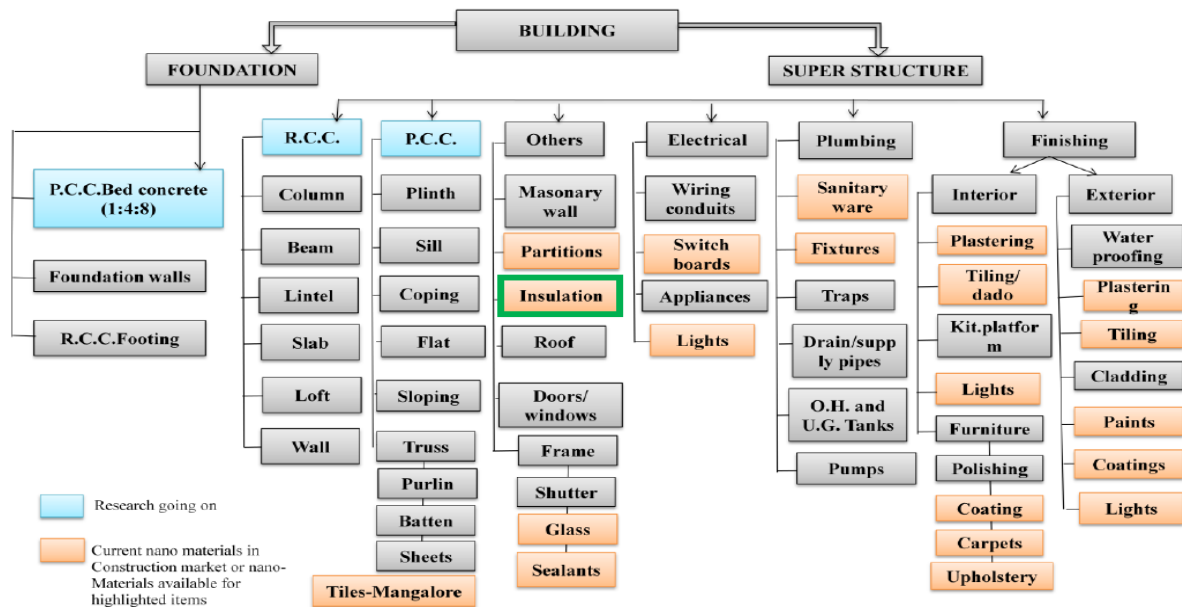 BUILDING
FOUNDATION
SUPER STRUCTURE
P.C.C.Bed concrete
(1:4:8)
Foundation walls
R.C.C.Footing
R.C.C.
Column
Beam
Lintel
Slab
Loft
Wall
P.C.C.
Plinth
Sill
Coping
Flat
Sloping
Truss
Purlin
Batten
Sheets
Tiles-Mangalore
Others
Masonary
wall
Partitions
Insulation
Roof
Doors/
windows
Frame
Shutter
Glass
Sealants
Electrical
Wiring
conduits
Switch
boards
Appliances
Lights
Plumbing
Sanitary
ware
Fixtures
Traps
Drain/supp
ly pipes
O.H. and
U.G. Tanks
Pumps
Finishing
Interior
Plastering
Tiling/
dado
Kit.platfor
m
Lights
Furniture
Polishing
Coating
Carpets
Upholstery
Exterior
Water
proofing
Plasterin
g
Tiling
Cladding
Paints
Coatings
Lights
Research going on
Current nano materials in
Construction market or nano-
Materials available for
highlighted items